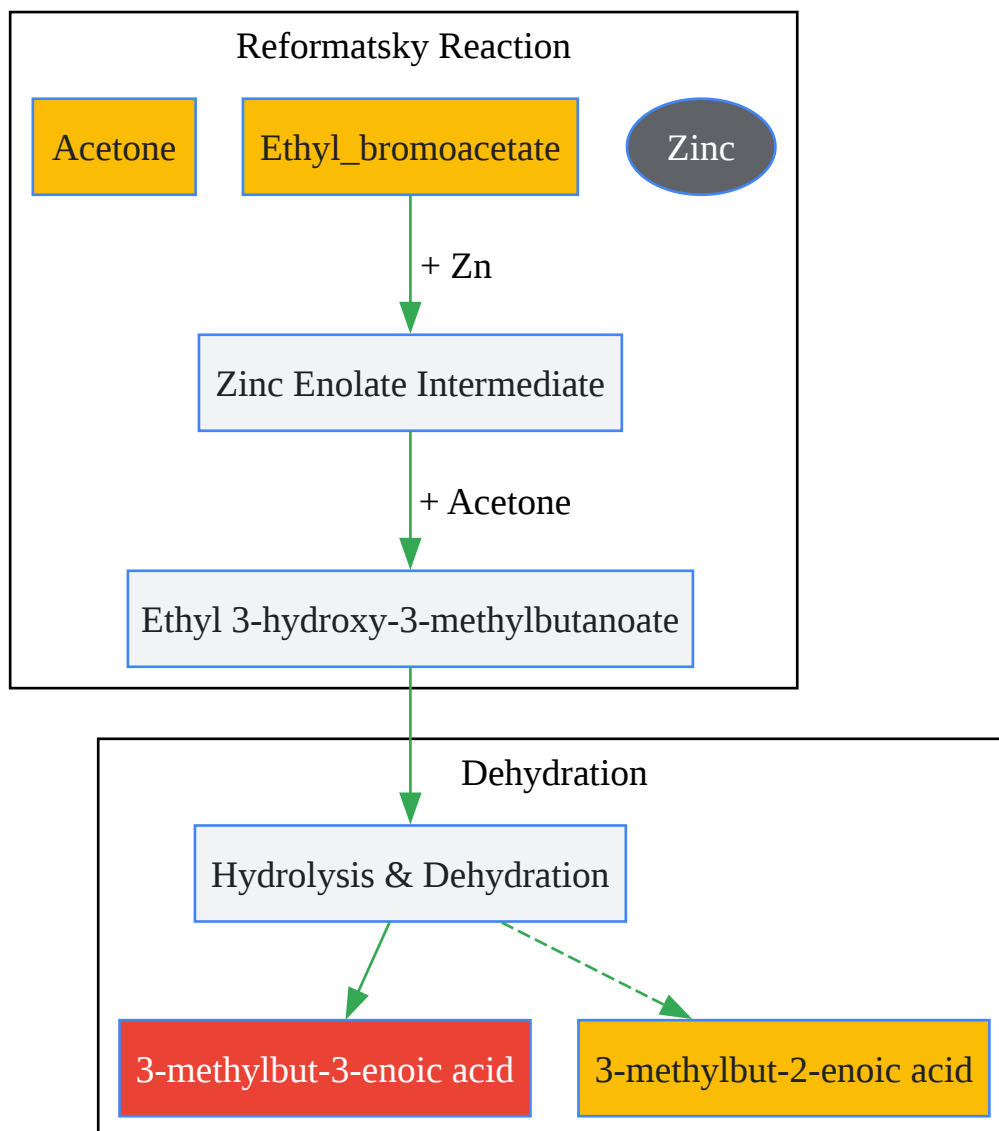 Reformatsky Reaction
Acetone
Ethyl_bromoacetate
Zinc
+ Zn
Zinc Enolate Intermediate
+ Acetone
Ethyl 3-hydroxy-3-methylbutanoate
Dehydration
Hydrolysis & Dehydration
3-methylbut-3-enoic acid
3-methylbut-2-enoic acid